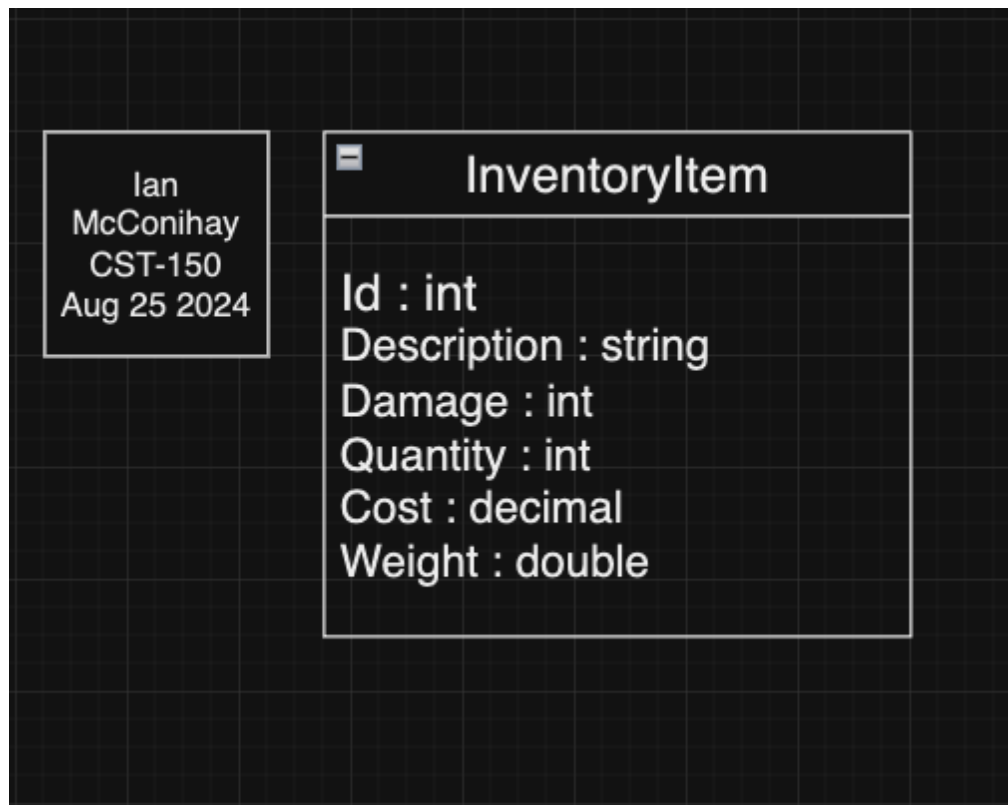 Ian
McConihay
CST-150
Aug 25 2024
InventoryItem
Id : int
Description : string
Damage : int
Quantity : int
Cost : decimal
Weight : double